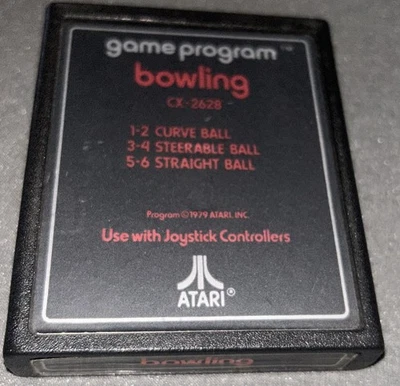 game program™
bowling
CX-2628
1-2 CURVE BALL
3-4 STEERABLE BALL
5-6 STRAIGHT BALL
Program © 1979 ATARI, INC.
Use with Joystick Controllers
ATARI®
bowling